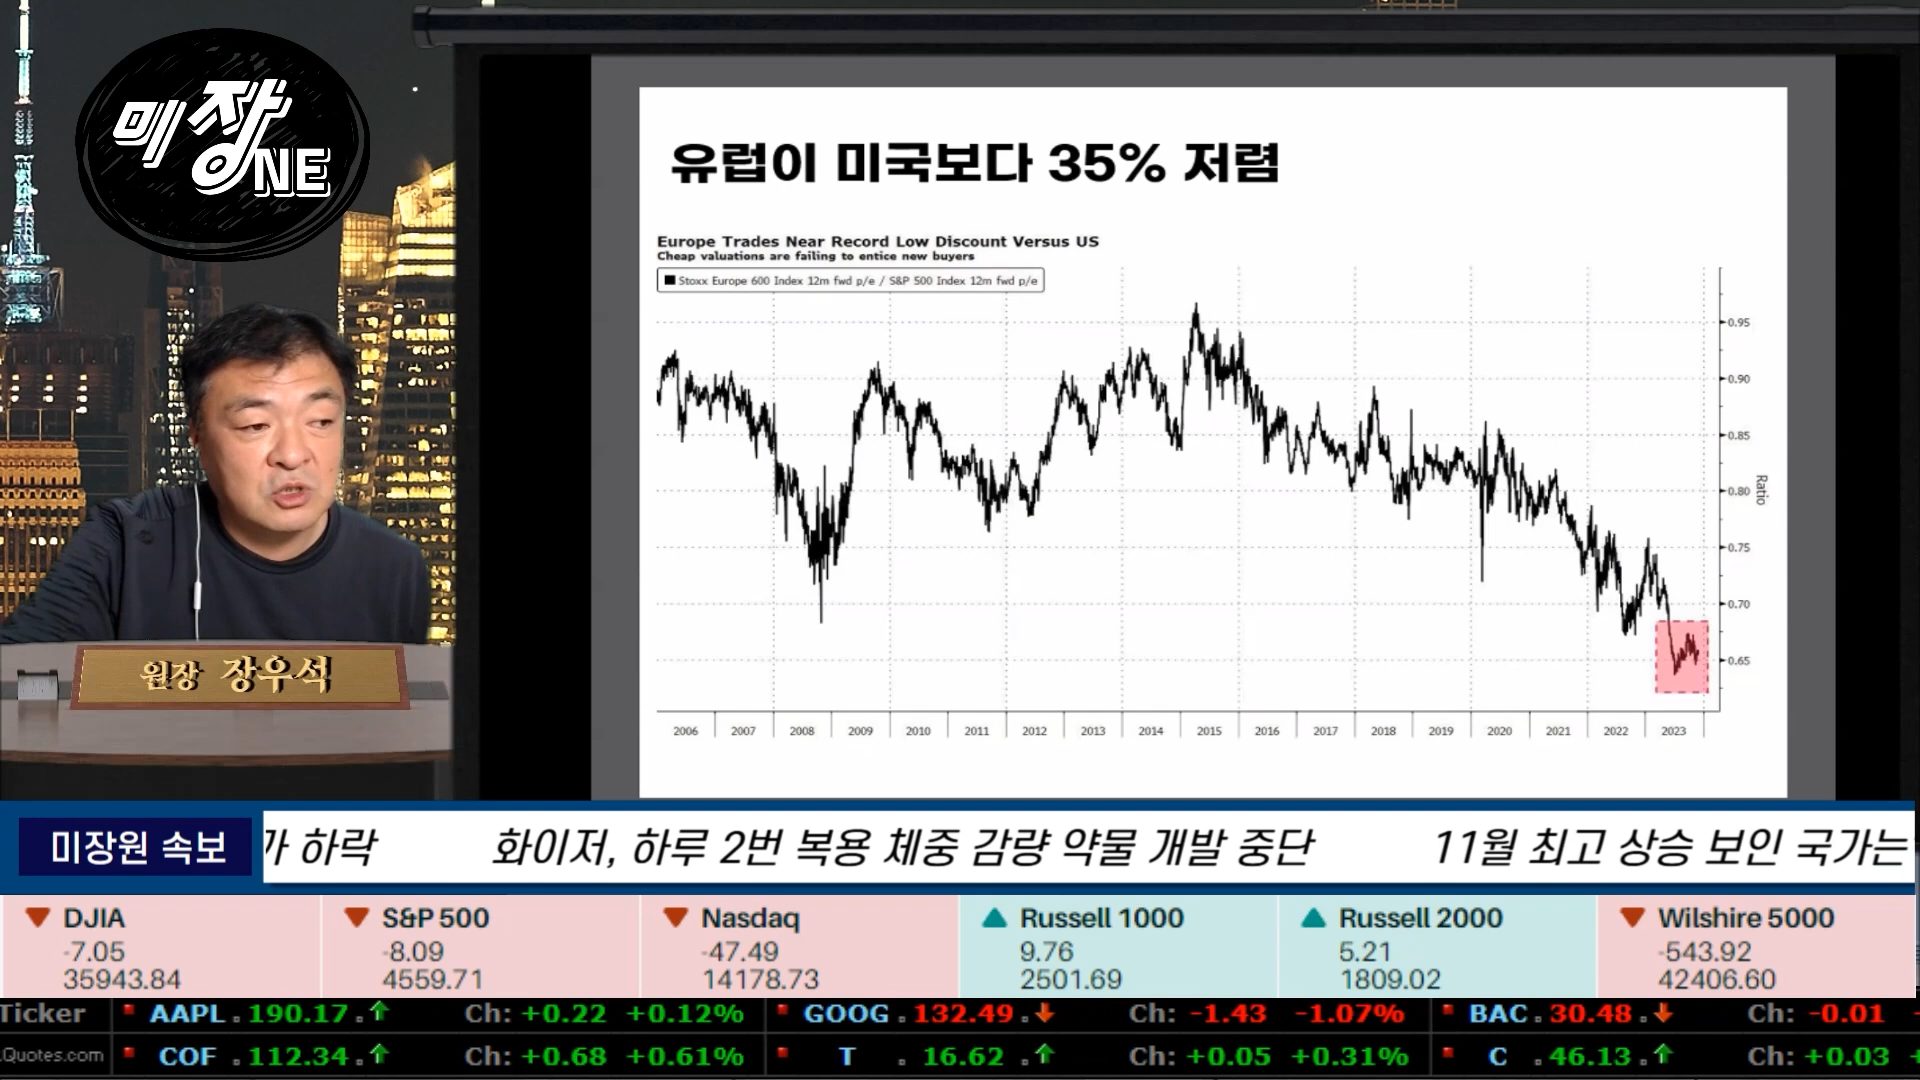 미장NE
유럽이 미국보다 35% 저렴
Europe Trades Near Record Low Discount Versus US
Cheap valuations are failing to entice new buyers
Stoxx Europe 600 Index 12m fwd p/e / S&P 500 Index 12m fwd p/e
0.95
0.90
0.85
0.80
0.75
0.70
0.65
Ratio
2006 2007 2008 2009 2010 2011 2012 2013 2014 2015 2016 2017 2018 2019 2020 2021 2022 2023
원장 장우석
미장원 속보 가 하락 화이저, 하루 2번 복용 체중 감량 약물 개발 중단 11월 최고 상승 보인 국가는
DJIA S&P 500 Nasdaq Russell 1000 Russell 2000 Wilshire 5000
-7.05 -8.09 -47.49 9.76 5.21 -543.92
35943.84 4559.71 14178.73 2501.69 1809.02 42406.60
Ticker AAPL 190.17 Ch: +0.22 +0.12% GOOG 132.49 Ch: -1.43 -1.07% BAC 30.48 Ch: -0.01
.Quotes.com COF 112.34 Ch: +0.68 +0.61% T 16.62 Ch: +0.05 +0.31% C 46.13 Ch: +0.03